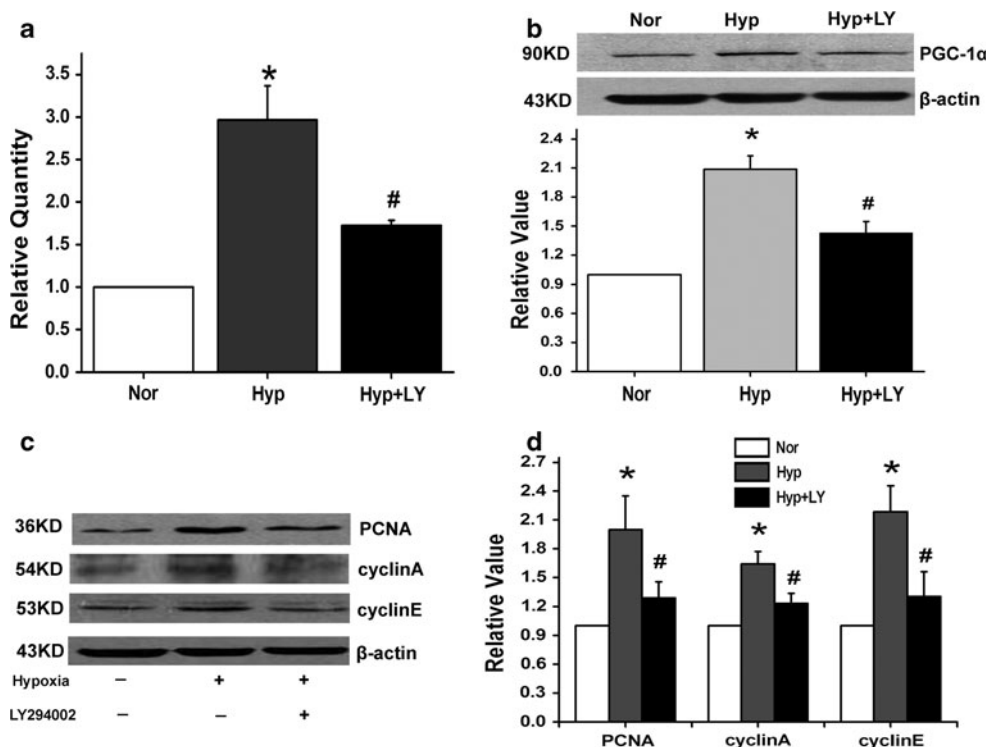 a
Relative Quantity
3.5
3.0
2.5
2.0
1.5
1.0
0.5
0.0
*
#
Nor Hyp Hyp+LY
b
Nor Hyp Hyp+LY
90KD PGC-1α
43KD β-actin
Relative Value
2.4
2.1
1.8
1.5
1.2
0.9
0.6
0.3
0.0
*
#
Nor Hyp Hyp+LY
c
36KD PCNA
54KD cyclinA
53KD cyclinE
43KD β-actin
Hypoxia − + +
LY294002 − − +
d
Nor
Hyp
Hyp+LY
Relative Value
2.7
2.4
2.1
1.8
1.5
1.2
0.9
0.6
0.3
0.0
* # * # * #
PCNA cyclinA cyclinE